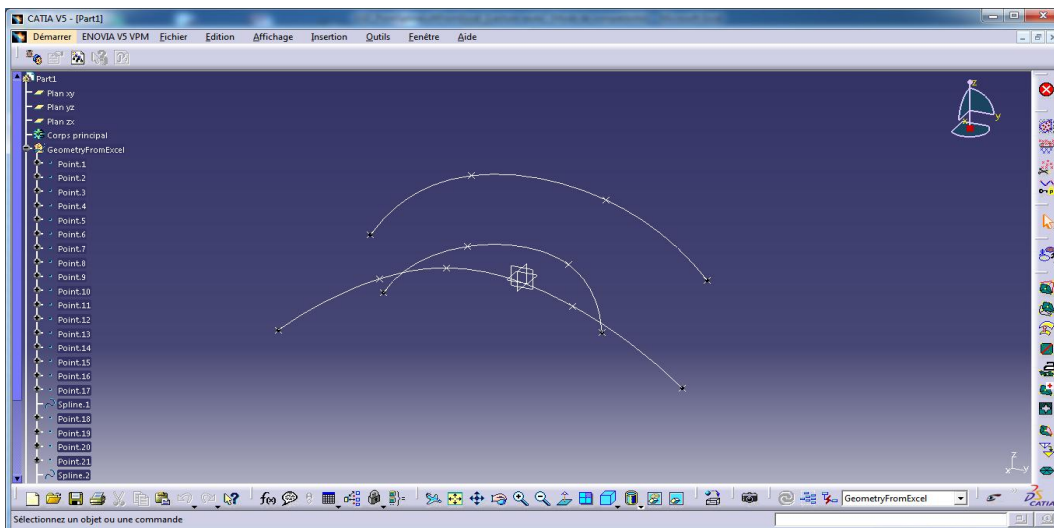 CATIA V5 - [Part1]
Démarrer ENOVIA V5 VPM Fichier Edition Affichage Insertion Outils Fenêtre Aide
Part1
Plan xy
Plan yz
Plan zx
Corps principal
GeometryFromExcel
Point.1
Point.2
Point.3
Point.4
Point.5
Point.6
Point.7
Point.8
Point.9
Point.10
Point.11
Point.12
Point.13
Point.14
Point.15
Point.16
Point.17
Spline.1
Point.18
Point.19
Point.20
Point.21
Spline.2
z
x
y
z
x y
f(x)
GeometryFromExcel
CATIA
Sélectionnez un objet ou une commande